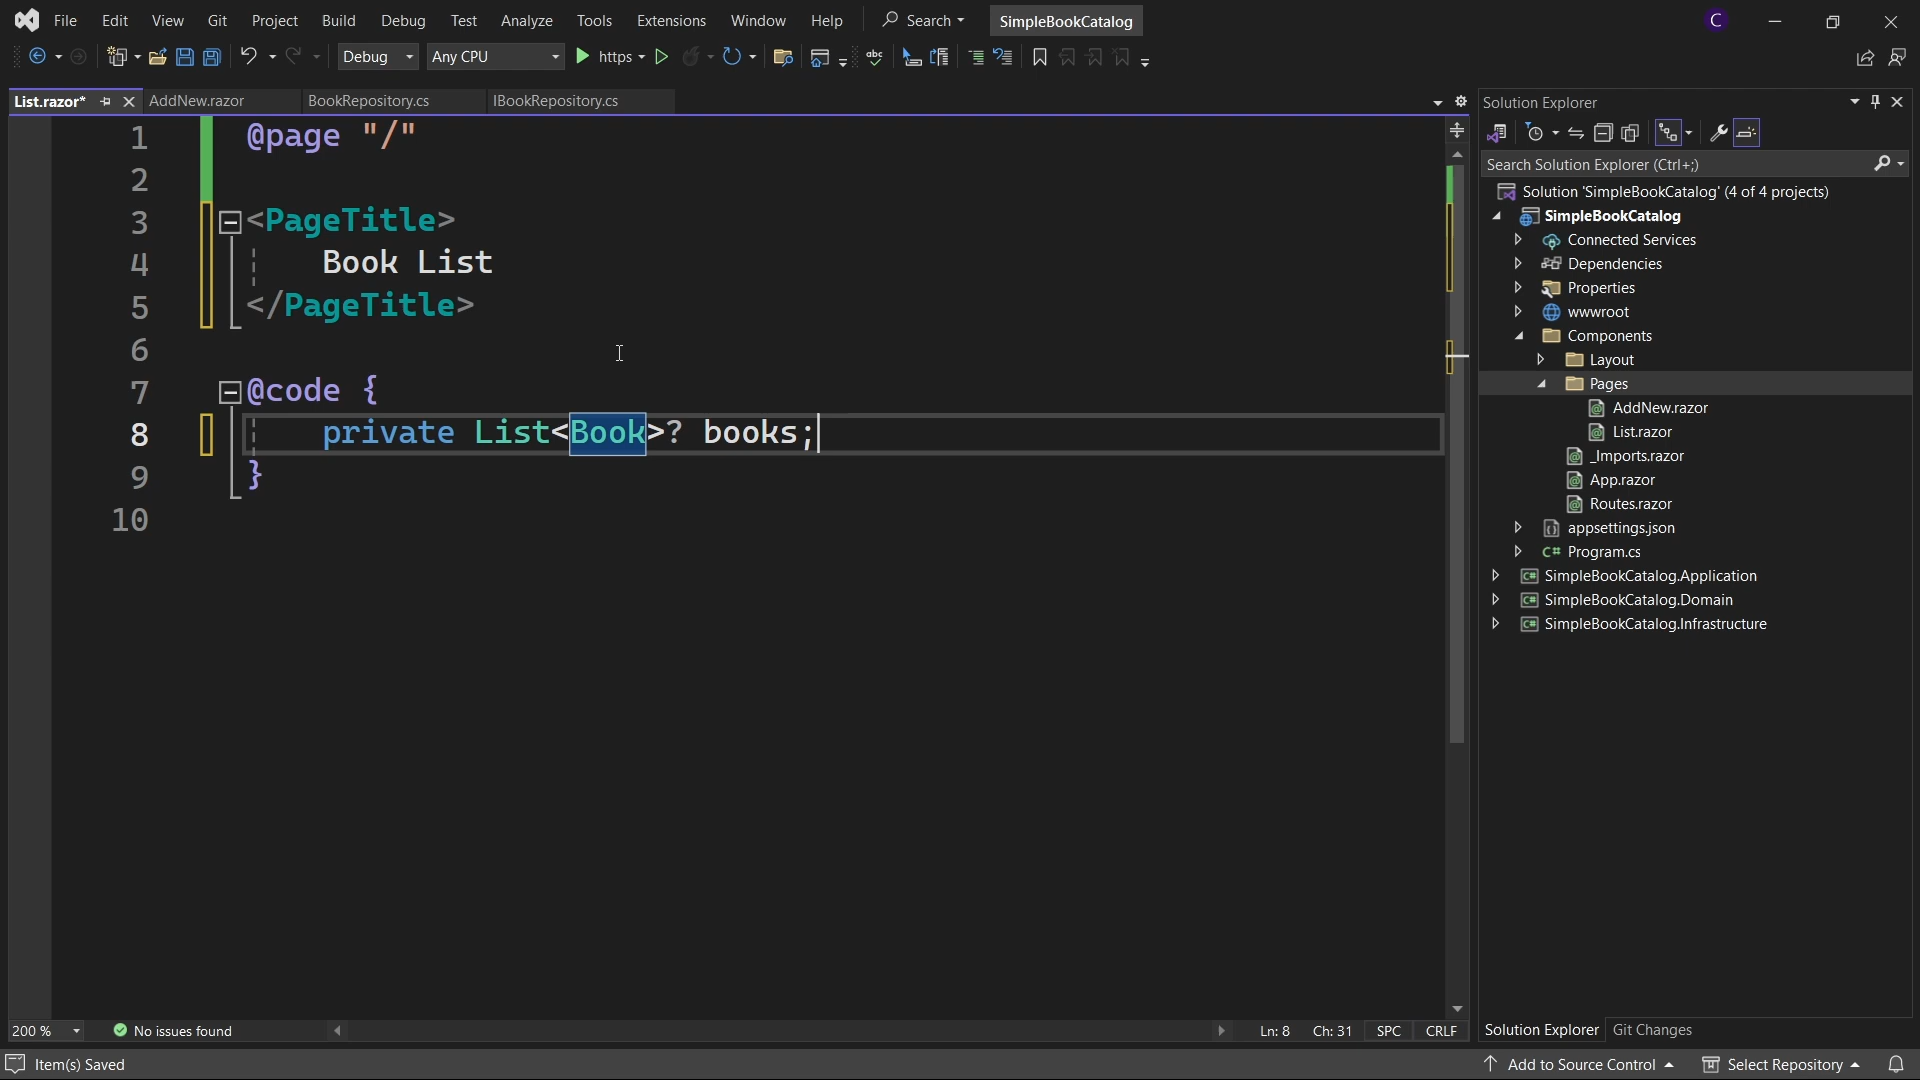 File Edit View Git Project Build Debug Test Analyze Tools Extensions Window Help Search SimpleBookCatalog C
Debug Any CPU https abc
List.razor* AddNew.razor BookRepository.cs IBookRepository.cs
1 @page "/"
2
3 <PageTitle>
4 Book List
5 </PageTitle>
6
7 @code {
8 private List<Book>? books;
9 }
10
200 % No issues found Ln: 8 Ch: 31 SPC CRLF
Solution Explorer
Search Solution Explorer (Ctrl+;)
Solution 'SimpleBookCatalog' (4 of 4 projects)
SimpleBookCatalog
Connected Services
Dependencies
Properties
wwwroot
Components
Layout
Pages
AddNew.razor
List.razor
_Imports.razor
App.razor
Routes.razor
appsettings.json
C# Program.cs
C# SimpleBookCatalog.Application
C# SimpleBookCatalog.Domain
C# SimpleBookCatalog.Infrastructure
Solution Explorer Git Changes
Item(s) Saved Add to Source Control Select Repository